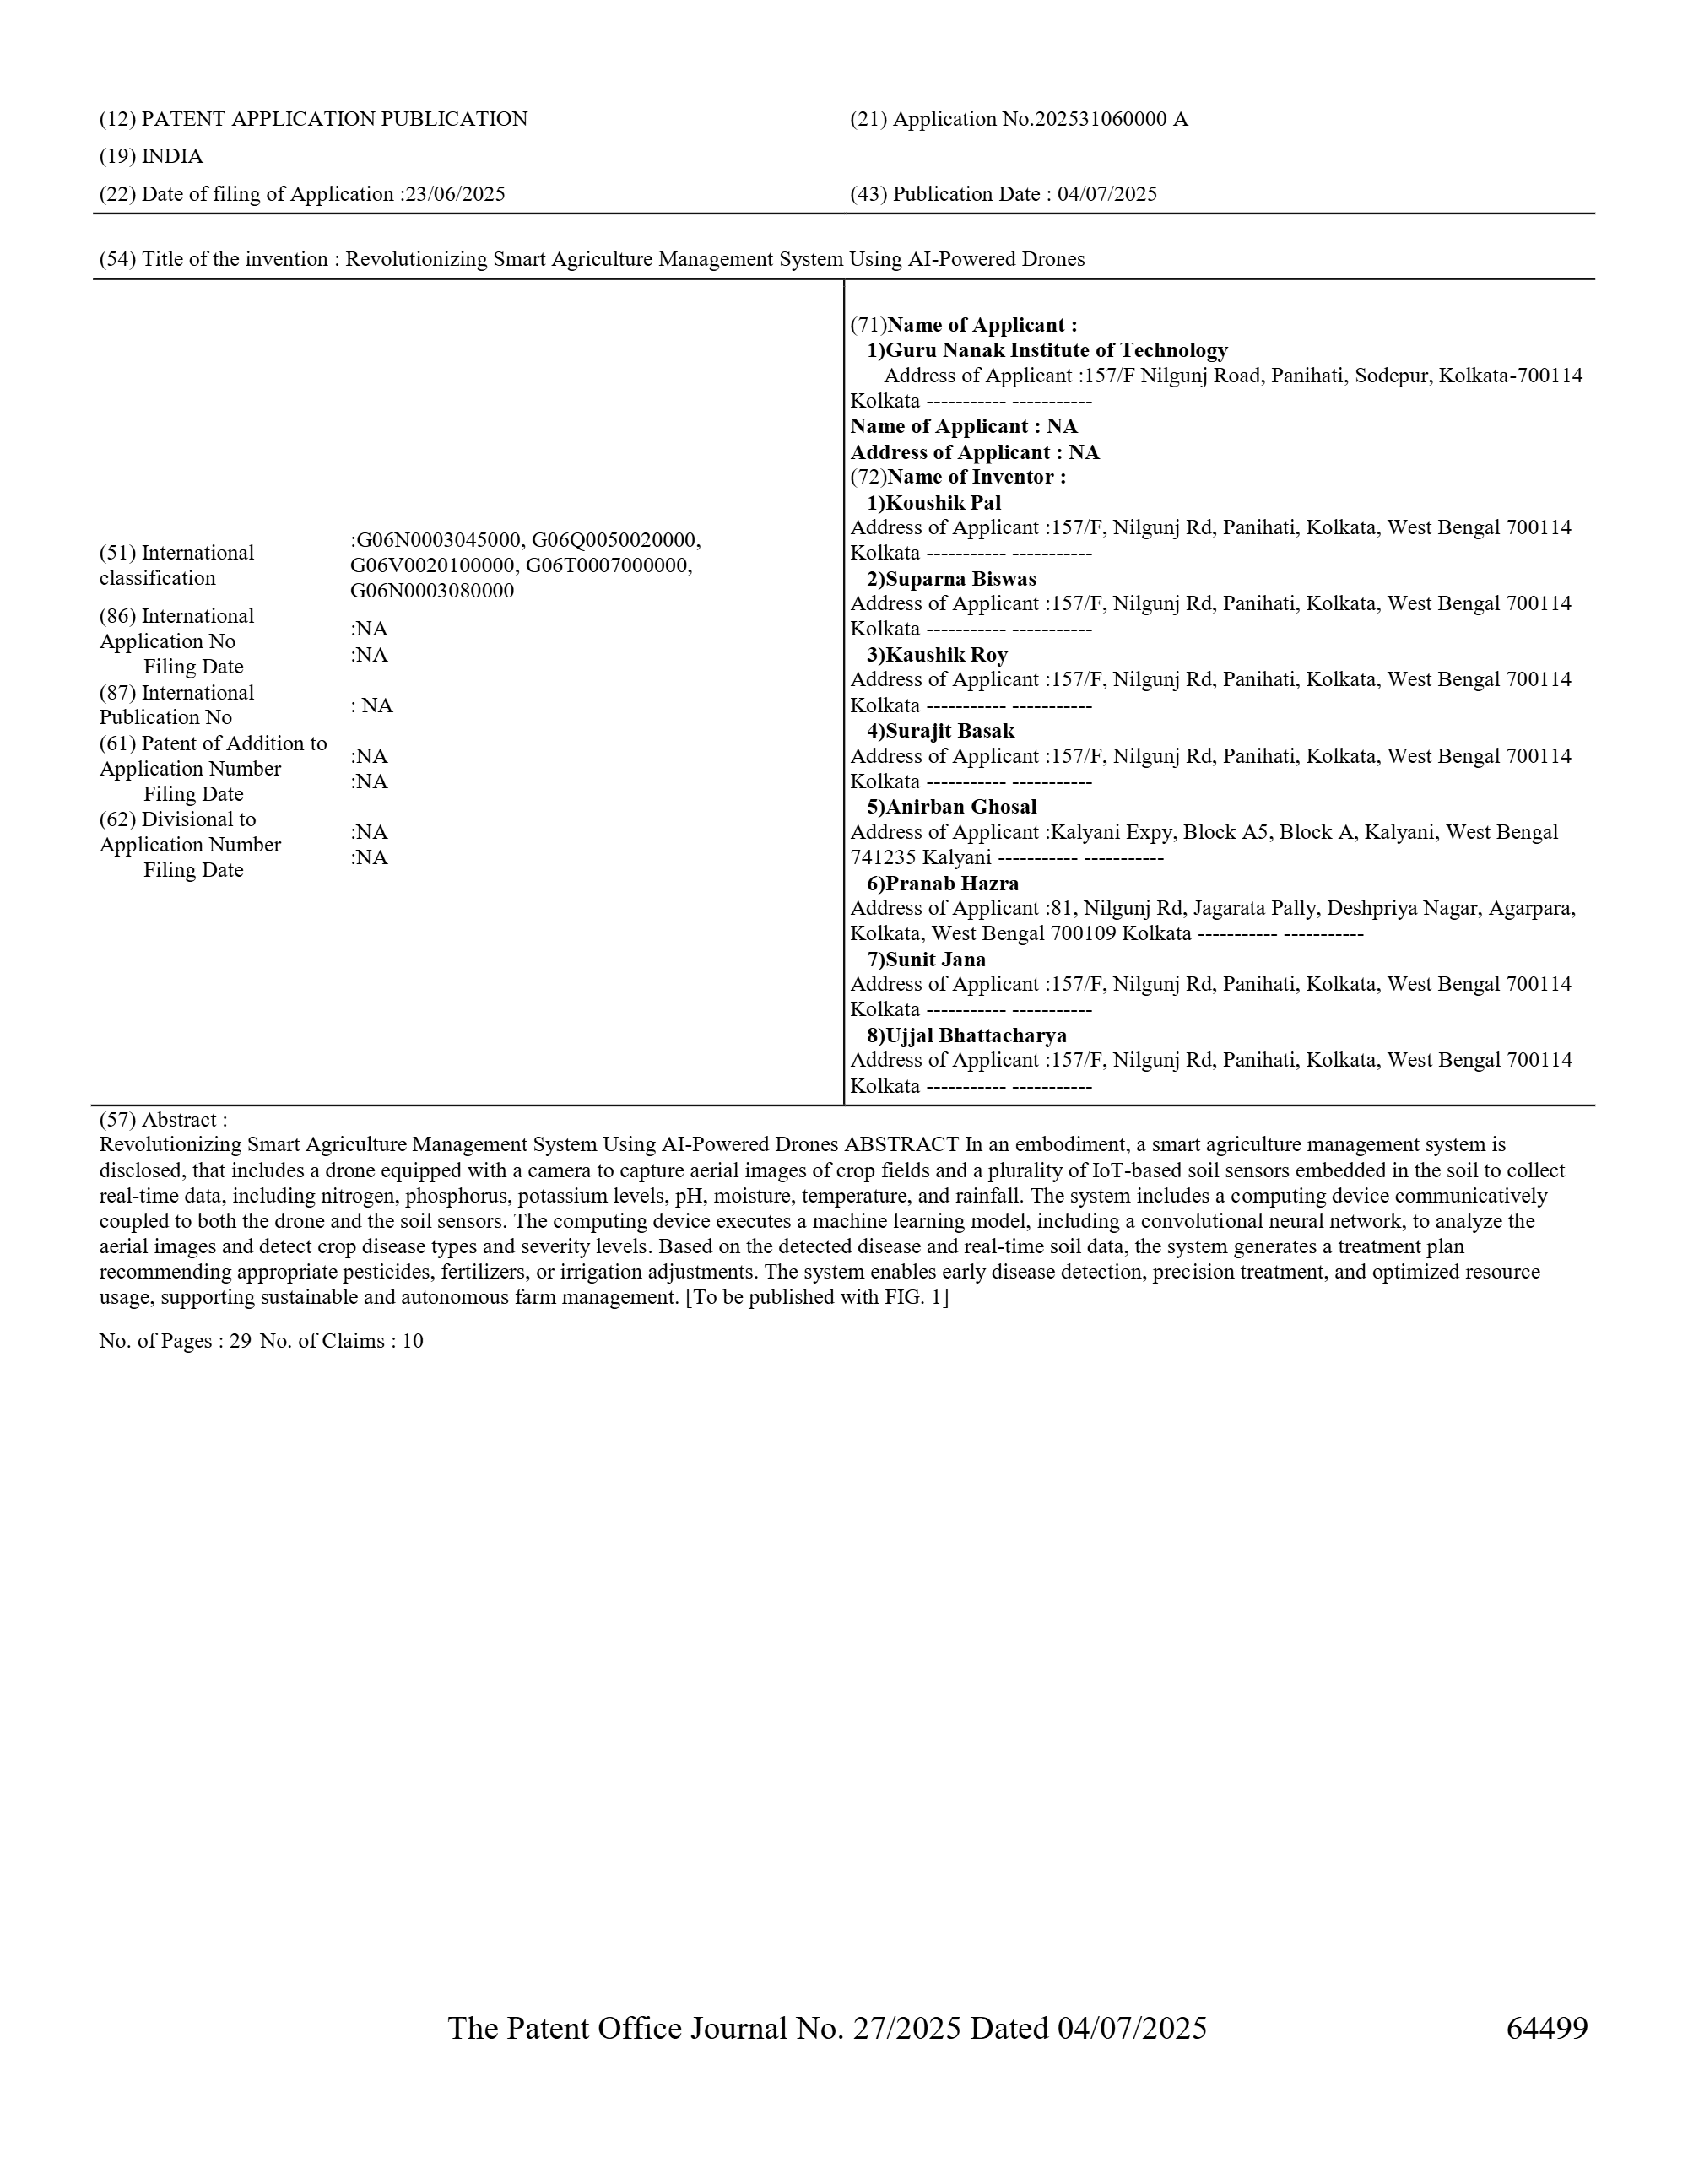 (12) PATENT APPLICATION PUBLICATION
(21) Application No.202531060000 A
(19) INDIA
(22) Date of filing of Application :23/06/2025
(43) Publication Date : 04/07/2025
(54) Title of the invention : Revolutionizing Smart Agriculture Management System Using AI-Powered Drones
(51) International
classification
:G06N0003045000, G06Q0050020000,
G06V0020100000, G06T0007000000,
G06N0003080000
(86) International
Application No
Filing Date
:NA
:NA
(87) International
Publication No
: NA
(61) Patent of Addition to
Application Number
Filing Date
:NA
:NA
(62) Divisional to
Application Number
Filing Date
:NA
:NA
(71)Name of Applicant :
1)Guru Nanak Institute of Technology
Address of Applicant :157/F Nilgunj Road, Panihati, Sodepur, Kolkata-700114
Kolkata ----------- -----------
Name of Applicant : NA
Address of Applicant : NA
(72)Name of Inventor :
1)Koushik Pal
Address of Applicant :157/F, Nilgunj Rd, Panihati, Kolkata, West Bengal 700114
Kolkata ----------- -----------
2)Suparna Biswas
Address of Applicant :157/F, Nilgunj Rd, Panihati, Kolkata, West Bengal 700114
Kolkata ----------- -----------
3)Kaushik Roy
Address of Applicant :157/F, Nilgunj Rd, Panihati, Kolkata, West Bengal 700114
Kolkata ----------- -----------
4)Surajit Basak
Address of Applicant :157/F, Nilgunj Rd, Panihati, Kolkata, West Bengal 700114
Kolkata ----------- -----------
5)Anirban Ghosal
Address of Applicant :Kalyani Expy, Block A5, Block A, Kalyani, West Bengal
741235 Kalyani ----------- -----------
6)Pranab Hazra
Address of Applicant :81, Nilgunj Rd, Jagarata Pally, Deshpriya Nagar, Agarpara,
Kolkata, West Bengal 700109 Kolkata ----------- -----------
7)Sunit Jana
Address of Applicant :157/F, Nilgunj Rd, Panihati, Kolkata, West Bengal 700114
Kolkata ----------- -----------
8)Ujjal Bhattacharya
Address of Applicant :157/F, Nilgunj Rd, Panihati, Kolkata, West Bengal 700114
Kolkata ----------- -----------
(57) Abstract :
Revolutionizing Smart Agriculture Management System Using AI-Powered Drones ABSTRACT In an embodiment, a smart agriculture management system is
disclosed, that includes a drone equipped with a camera to capture aerial images of crop fields and a plurality of IoT-based soil sensors embedded in the soil to collect
real-time data, including nitrogen, phosphorus, potassium levels, pH, moisture, temperature, and rainfall. The system includes a computing device communicatively
coupled to both the drone and the soil sensors. The computing device executes a machine learning model, including a convolutional neural network, to analyze the
aerial images and detect crop disease types and severity levels. Based on the detected disease and real-time soil data, the system generates a treatment plan
recommending appropriate pesticides, fertilizers, or irrigation adjustments. The system enables early disease detection, precision treatment, and optimized resource
usage, supporting sustainable and autonomous farm management. [To be published with FIG. 1]
No. of Pages : 29 No. of Claims : 10
The Patent Office Journal No. 27/2025 Dated 04/07/2025
64499